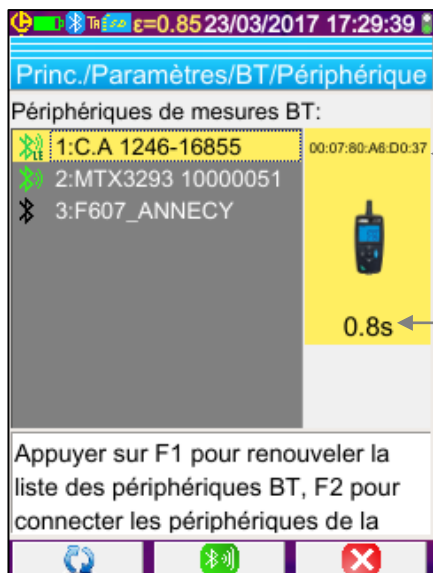 TA ε=0.85 23/03/2017 17:29:39
Princ./Paramètres/BT/Périphérique
Périphériques de mesures BT:
LE 1:C.A 1246-16855
00:07:80:A6:D0:37
2:MTX3293 10000051
3:F607_ANNECY
0.8s
Appuyer sur F1 pour renouveler la
liste des périphériques BT, F2 pour
connecter les périphériques de la